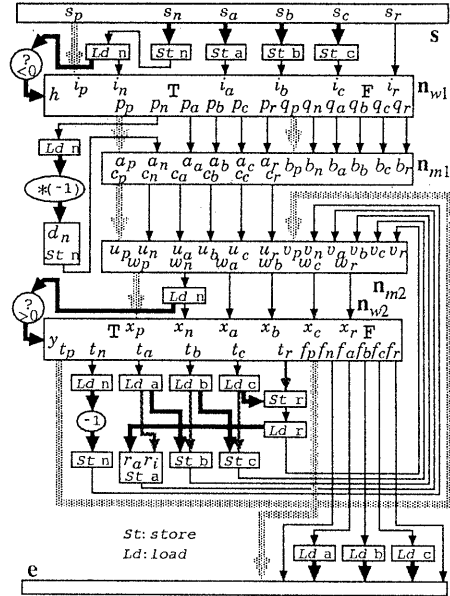 s_p s_n s_a s_b s_c s_r
s
? <0 Ld n St n St a St b St c
h i_p i_n T i_a i_b i_c F i_r n_w1
p_p p_n p_a p_b p_c p_r q_p q_n q_a q_b q_c q_r
Ld n
a_p a_n a_a a_b a_c a_r b_p b_n b_a b_b b_c b_r
c_p c_n c_a c_b c_c c_r n_m1
*(-1)
d_n
St n
u_p u_n u_a u_b u_c u_r v_p v_n v_a v_b v_c v_r
w_p w_n w_a w_b w_c w_r
n_m2
Ld n
n_w2
? >0
y T x_p x_n x_a x_b x_c x_r F
t_p t_n t_a t_b t_c t_r f_p f_n f_a f_b f_c f_r
Ld n Ld a Ld b Ld c
St r
-1
Ld r
St n r_a r_i St b St c
St a
St: store
Ld: load
Ld a Ld b Ld c
e